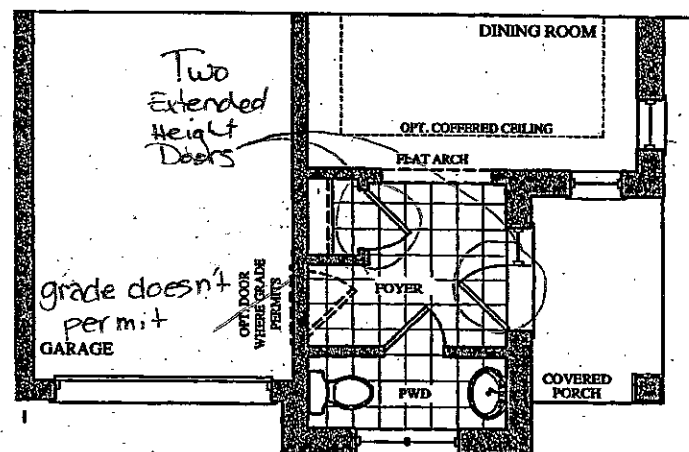 DINING ROOM
Two
Extended
Height
Doors
OPT. COFFERED CEILING
FLAT ARCH
grade doesn't
permit
OPT. DOOR
WHERE GRADE
PERMITS
FOYER
GARAGE
PWD
COVERED
PORCH